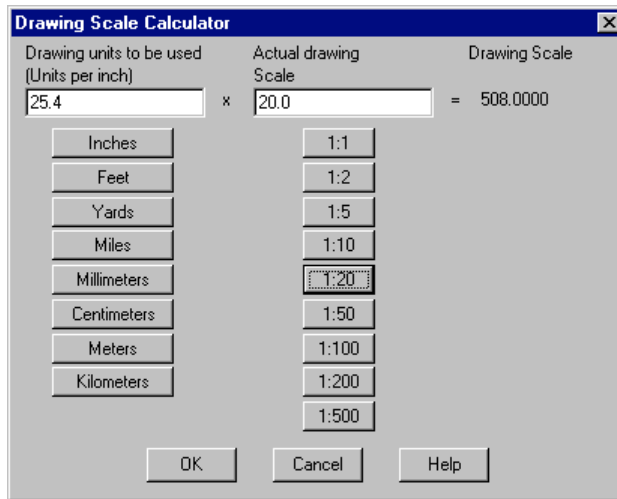 Drawing Scale Calculator
Drawing units to be used
(Units per inch)
Actual drawing
Scale
Drawing Scale
25.4 x 20.0 = 508.0000
Inches 1:1
Feet 1:2
Yards 1:5
Miles 1:10
Millimeters 1:20
Centimeters 1:50
Meters 1:100
Kilometers 1:200
1:500
OK Cancel Help